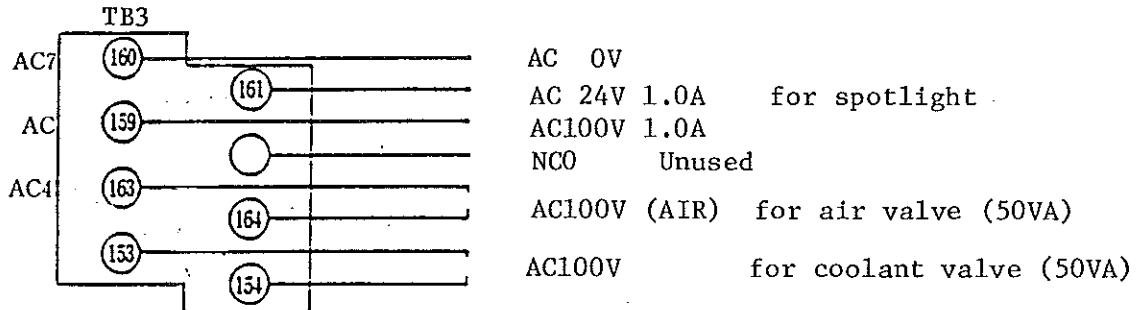 TB3
AC7 160 AC 0V
161 AC 24V 1.0A for spotlight
AC 159 AC100V 1.0A
NCO Unused
AC4 163
164 AC100V (AIR) for air valve (50VA)
153
154 AC100V for coolant valve (50VA)